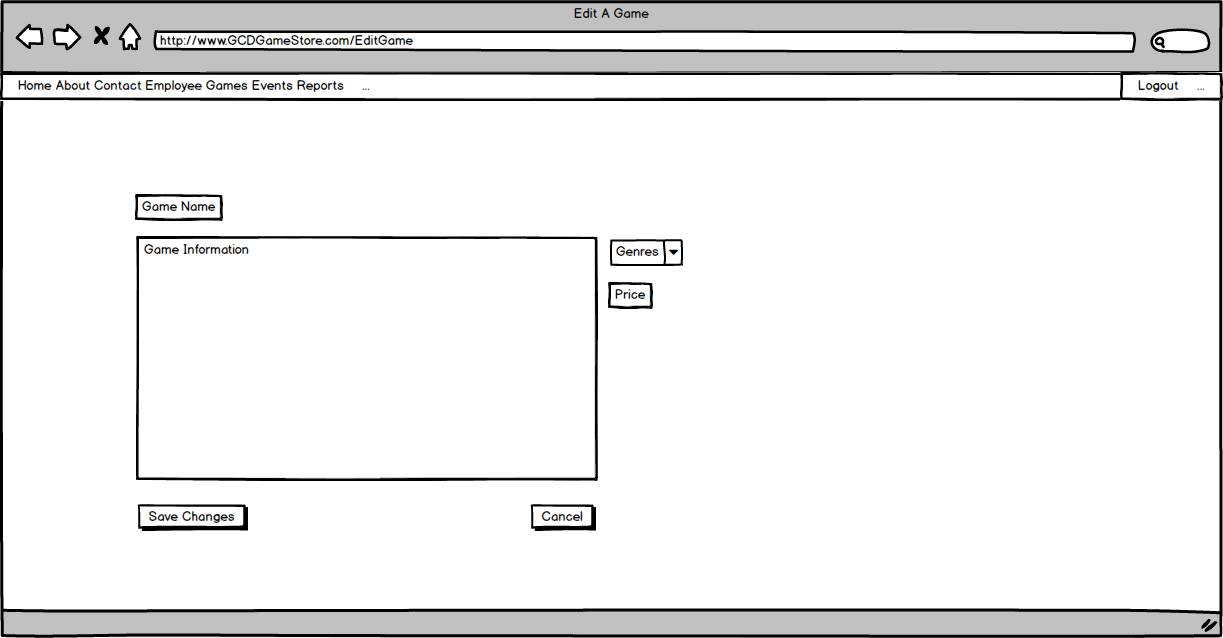 Edit A Game
http://www.GCDGameStore.com/EditGame
Home About Contact Employee Games Events Reports ... Logout ...
Game Name
Game Information
Genres
Price
Save Changes Cancel